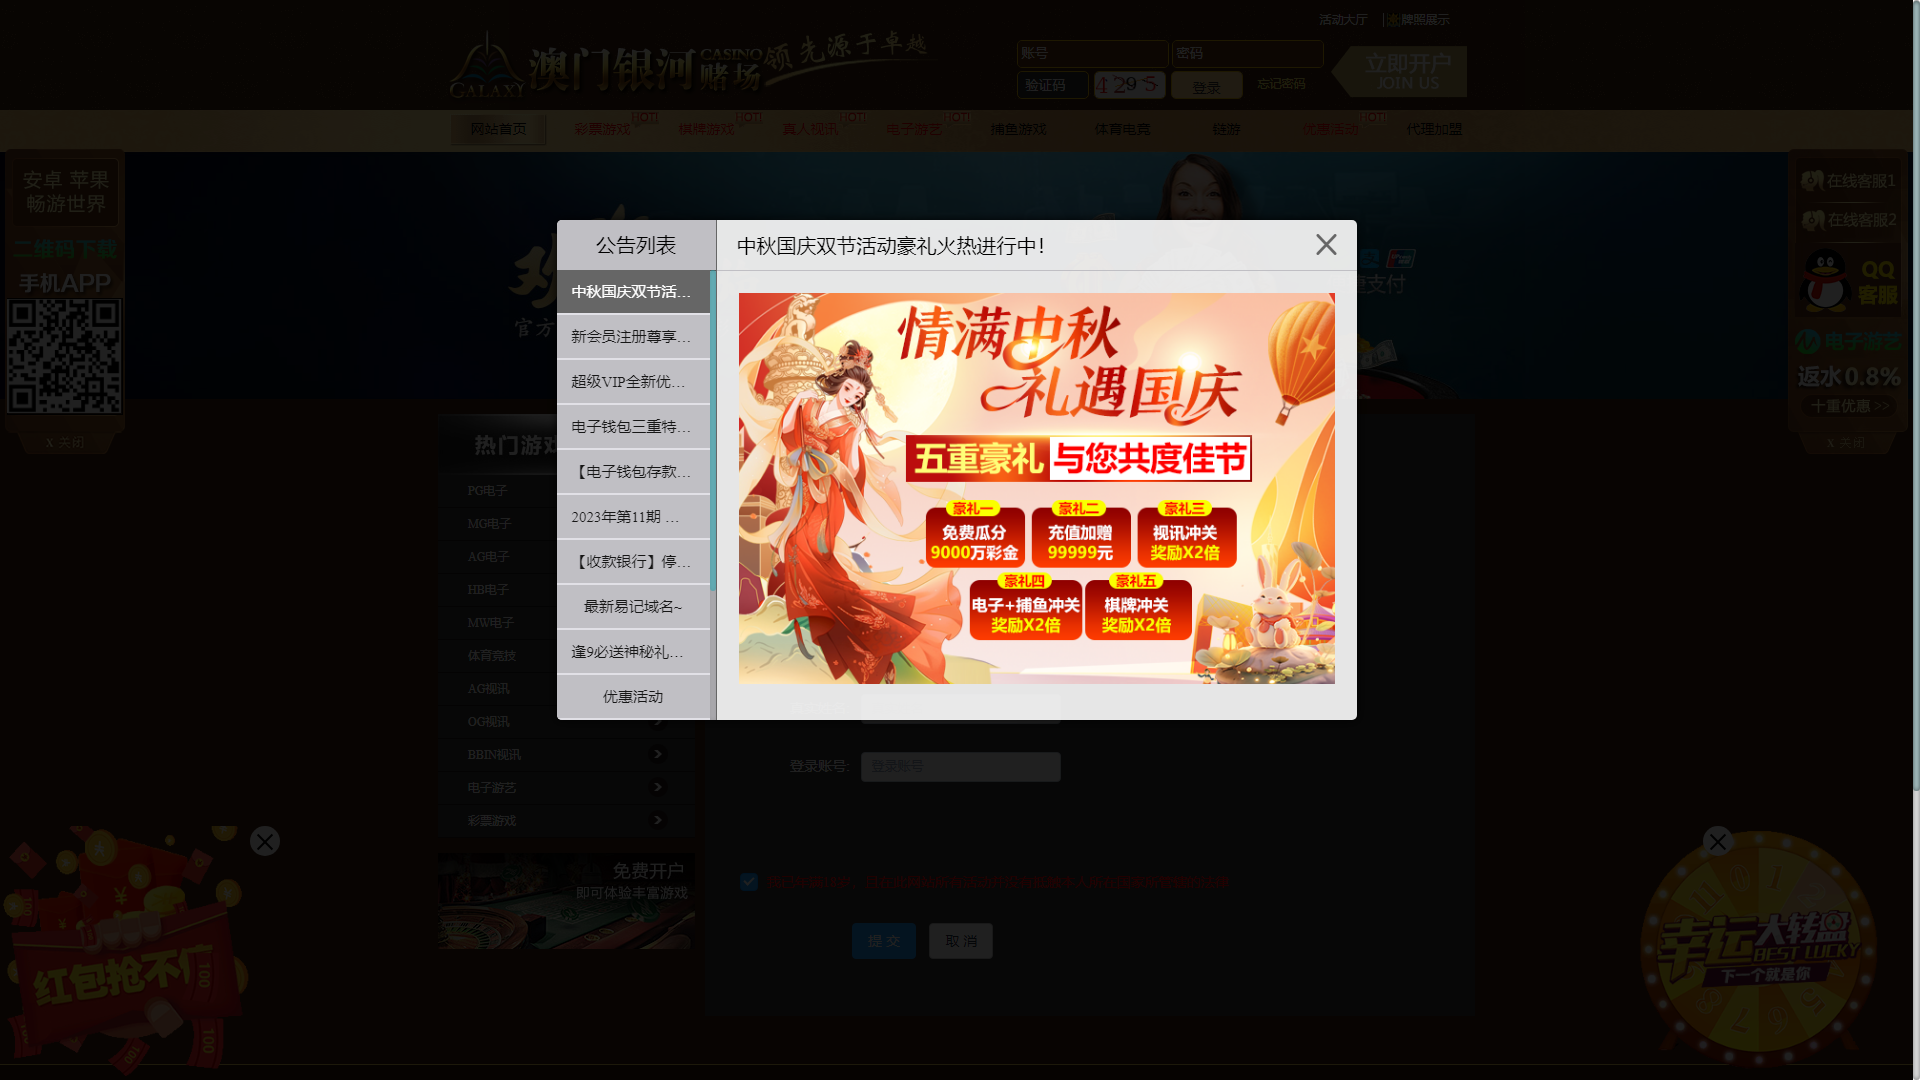 活动大厅
牌照展示
GALAXY
澳门银河
CASINO
赌场
领先源于卓越
账号
密码
验证码
4295
登录
忘记密码
立即开户
JOIN US
网站首页
彩票游戏
HOT!
棋牌游戏
HOT!
真人视讯
HOT!
电子游艺
HOT!
捕鱼游戏
体育电竞
链游
优惠活动
HOT!
代理加盟
安卓 苹果
畅游世界
二维码下载
手机APP
X 关闭
在线客服1
在线客服2
QQ
客服
电子游艺
返水0.8%
十重优惠>>
X 关闭
官方
捷支付
公告列表
中秋国庆双节活...
新会员注册尊享...
超级VIP全新优...
电子钱包三重特...
【电子钱包存款...
2023年第11期 ...
【收款银行】停...
最新易记域名~
逢9必送神秘礼...
优惠活动
中秋国庆双节活动豪礼火热进行中!
情满中秋
礼遇国庆
五重豪礼 与您共度佳节
豪礼一
免费瓜分
9000万彩金
豪礼二
充值加赠
99999元
豪礼三
视讯冲关
奖励X2倍
豪礼四
电子+捕鱼冲关
奖励X2倍
豪礼五
棋牌冲关
奖励X2倍
热门游戏
PG电子
MG电子
AG电子
HB电子
MW电子
体育竞技
AG视讯
OG视讯
BBIN视讯
电子游艺
彩票游戏
免费开户
即可体验丰富游戏
登录账号:
登录账号
提 交
取 消
红包抢不停
100
100
100
幸运大转盘
BEST LUCKY
下一个就是你